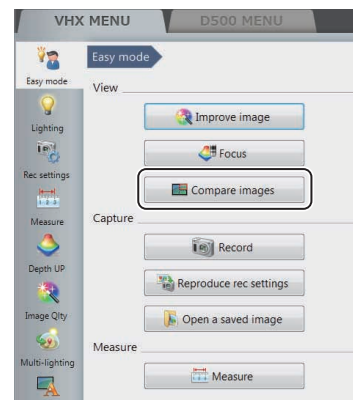 VHX MENU
D500 MENU
Easy mode
Easy mode
View
Improve image
Lighting
Focus
Rec settings
Compare images
Measure
Capture
Record
Depth UP
Reproduce rec settings
Image Qlty
Open a saved image
Measure
Multi-lighting
Measure